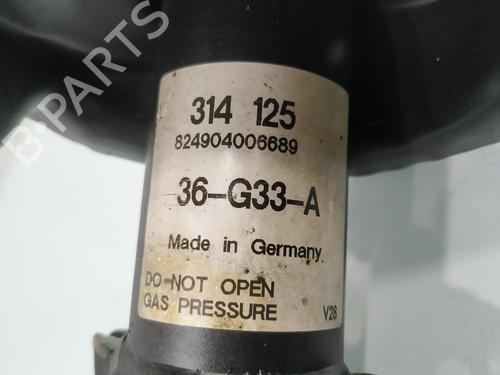 314 125
824904006689
36-G33-A
Made in Germany
DO NOT OPEN
GAS PRESSURE V28
B-PARTS